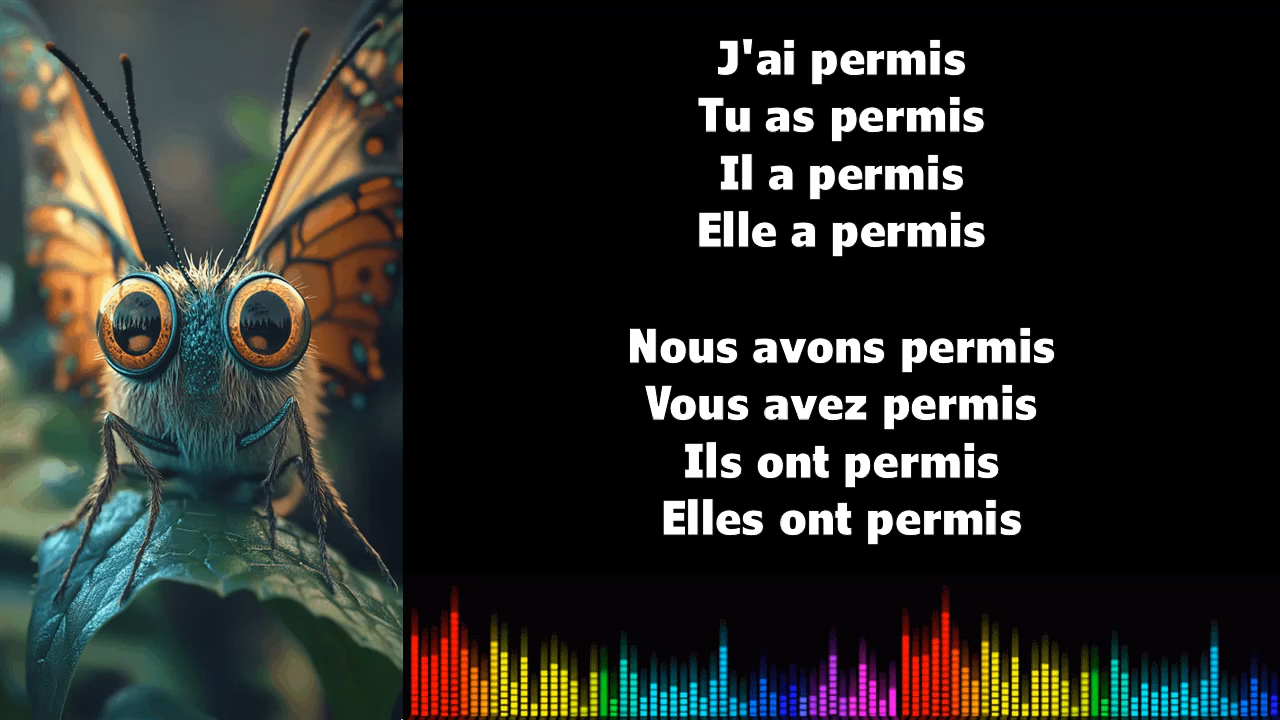 J'ai permis
Tu as permis
Il a permis
Elle a permis
Nous avons permis
Vous avez permis
Ils ont permis
Elles ont permis